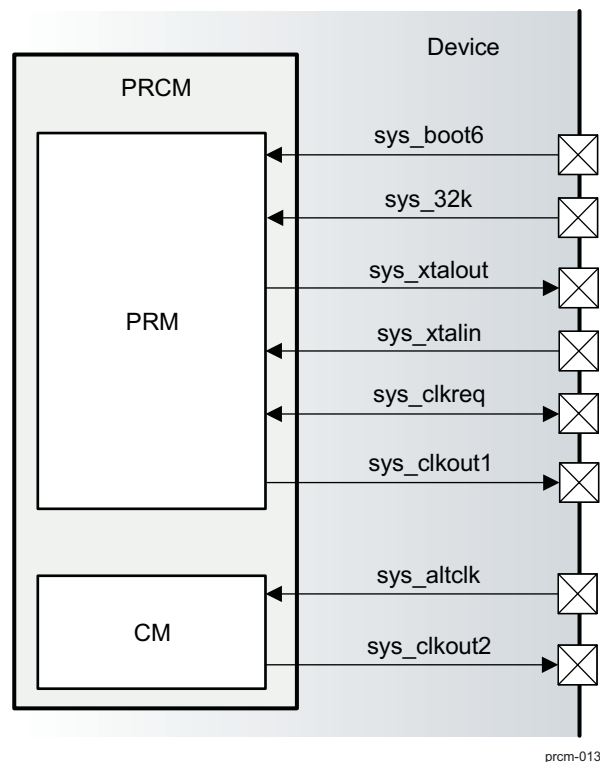 Device
PRCM
sys_boot6
sys_32k
sys_xtalout
PRM
sys_xtalin
sys_clkreq
sys_clkout1
sys_altclk
CM
sys_clkout2
prcm-013